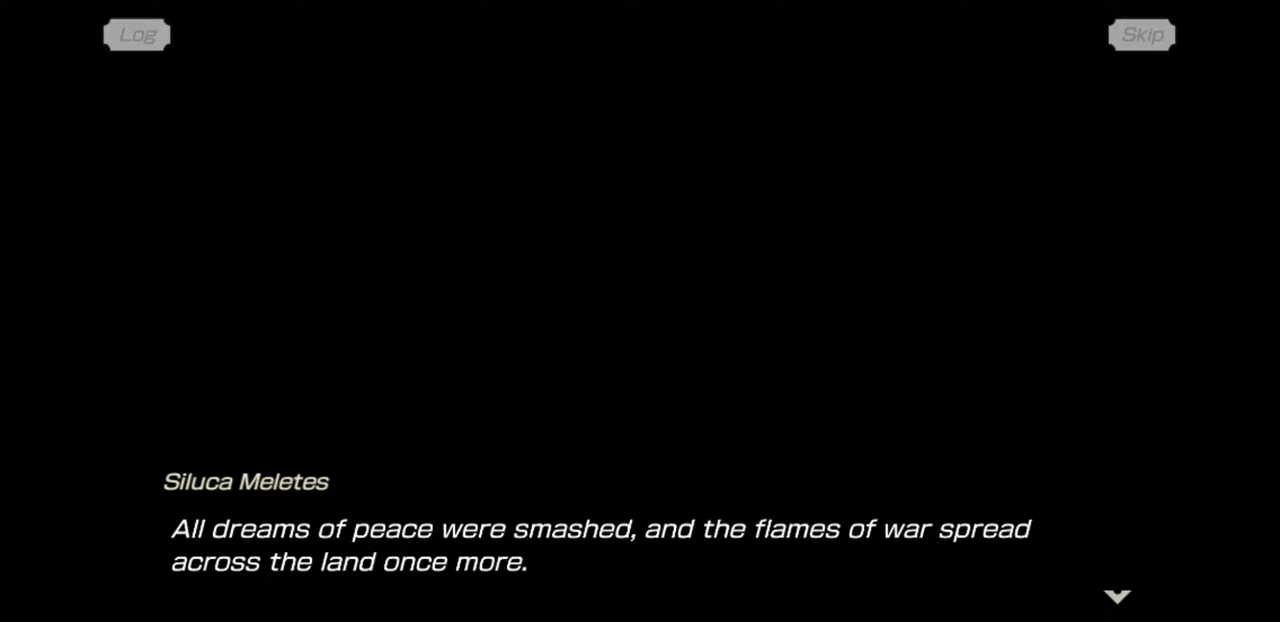 Log
Skip
Siluca Meletes
All dreams of peace were smashed, and the flames of war spread
across the land once more.